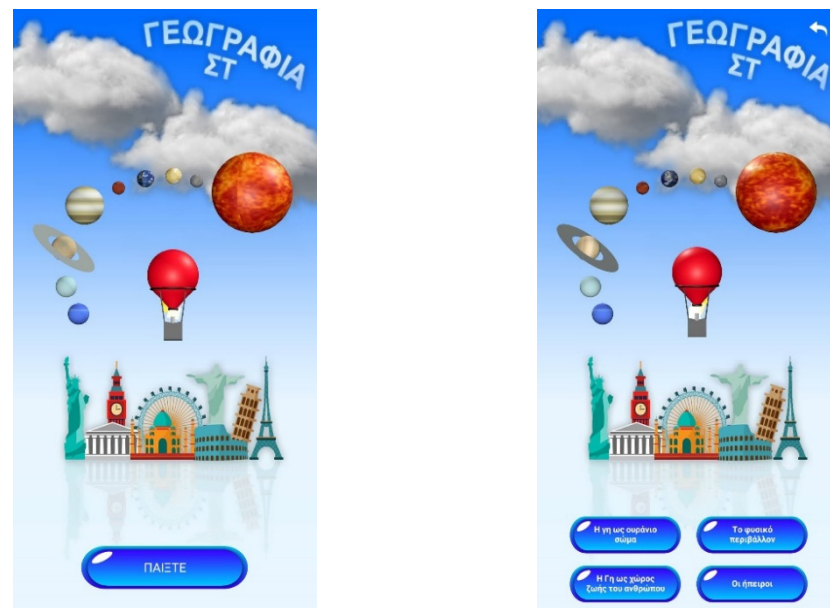 ΓΕΩΓΡΑΦΙΑ
ΣΤ
ΠΑΙΞΤΕ
ΓΕΩΓΡΑΦΙΑ
ΣΤ
Η γη ως ουράνιο
σώμα
Το φυσικό
περιβάλλον
Η Γη ως χώρος
ζωής του ανθρώπου
Οι ήπειροι